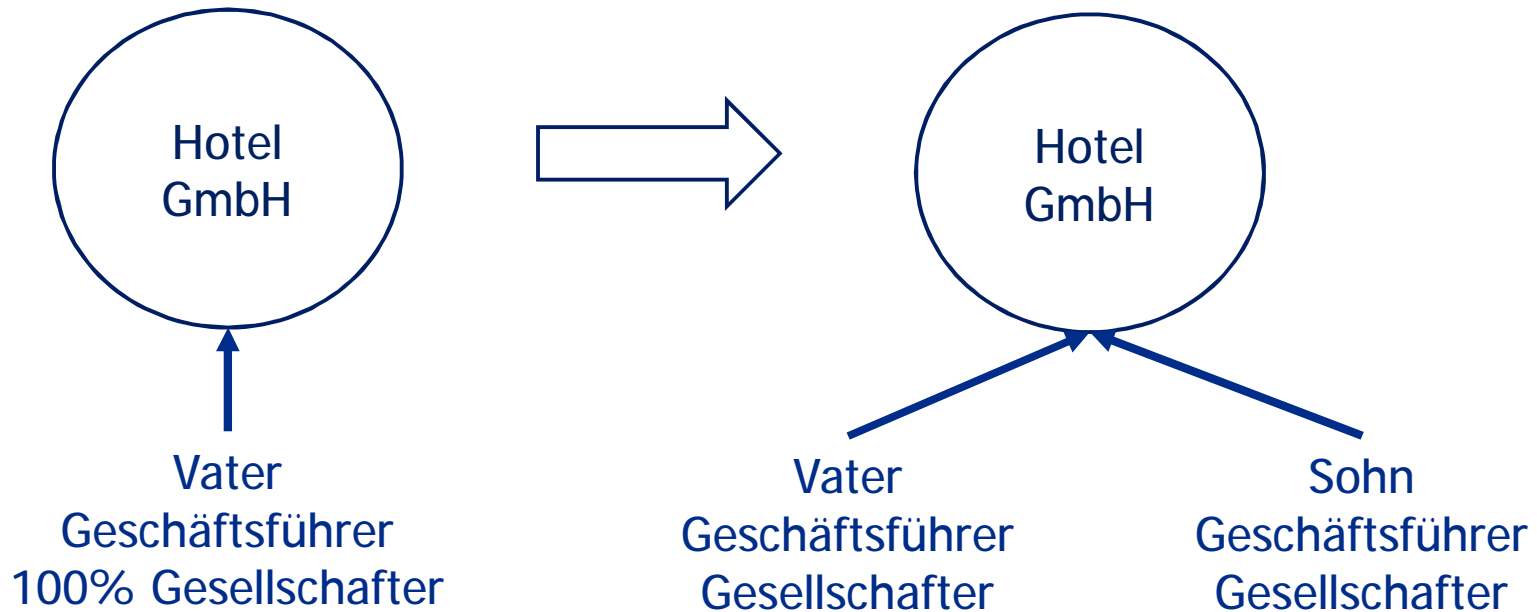 Hotel
GmbH
Hotel
GmbH
Vater
Geschäftsführer
100% Gesellschafter
Vater
Geschäftsführer
Gesellschafter
Sohn
Geschäftsführer
Gesellschafter